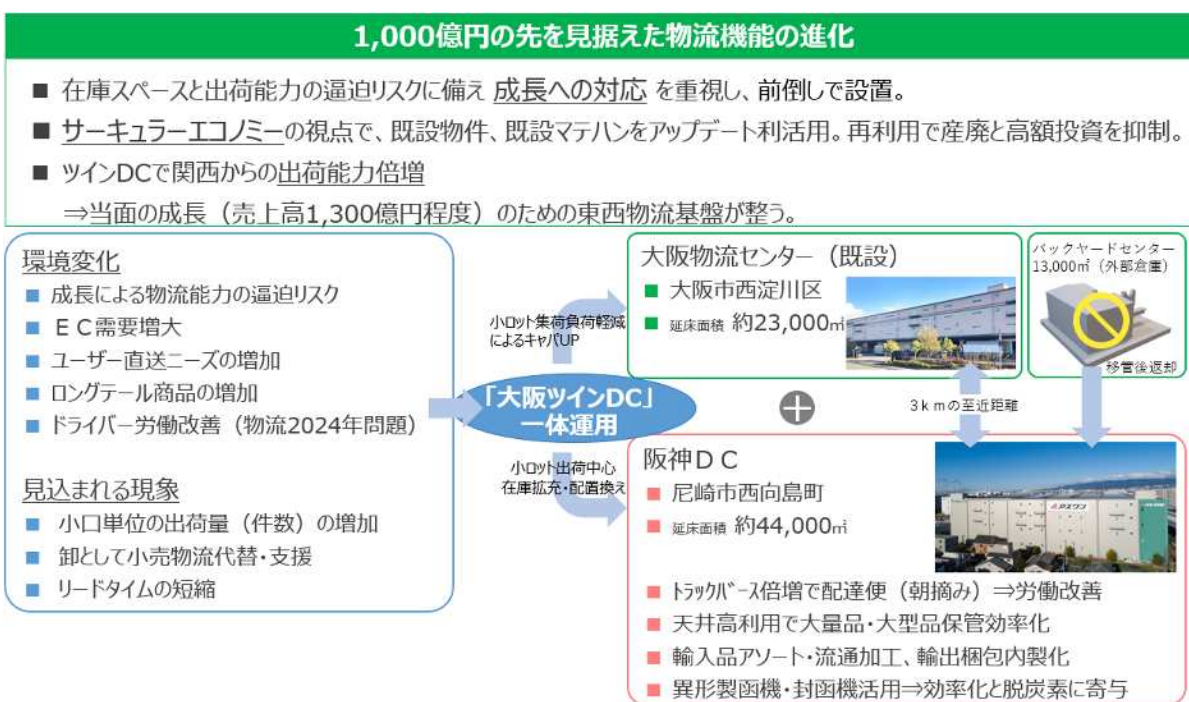 1,000億円の先を見据えた物流機能の進化
■ 在庫スペースと出荷能力の逼迫リスクに備え 成長への対応 を重視し、前倒しで設置。
■ サーキュラーエコノミーの視点で、既設物件、既設マテハンをアップデート利活用。再利用で産廃と高額投資を抑制。
■ ツインDCで関西からの出荷能力倍増
⇒当面の成長（売上高1,300億円程度）のための東西物流基盤が整う。
環境変化
■ 成長による物流能力の逼迫リスク
■ ＥＣ需要増大
■ ユーザー直送ニーズの増加
■ ロングテール商品の増加
■ ドライバー労働改善（物流2024年問題）
見込まれる現象
■ 小口単位の出荷量（件数）の増加
■ 卸として小売物流代替・支援
■ リードタイムの短縮
小ロット集荷負荷軽減
によるキャパUP
「大阪ツインDC」
一体運用
小ロット出荷中心
在庫拡充・配置換え
大阪物流センター（既設）
■ 大阪市西淀川区
■ 延床面積 約23,000㎡
バックヤードセンター
13,000㎡（外部倉庫）
移管後返却
3ｋｍの至近距離
阪神ＤＣ
■ 尼崎市西向島町
■ 延床面積 約44,000㎡
アズワン
■ トラックバース倍増で配達便（朝摘み）⇒労働改善
■ 天井高利用で大量品・大型品保管効率化
■ 輸入品アソート・流通加工、輸出梱包内製化
■ 異形製函機・封函機活用⇒効率化と脱炭素に寄与